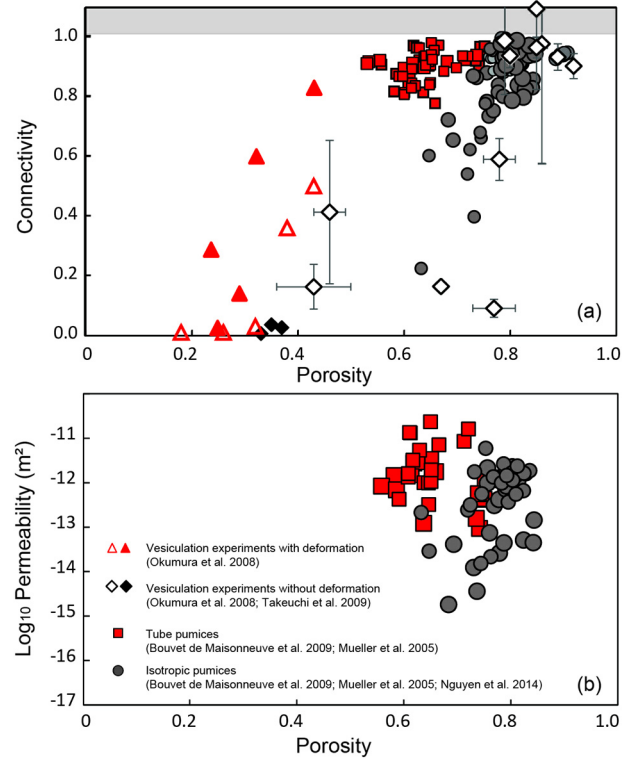 (a)
Connectivity
1.0
0.8
0.6
0.4
0.2
0.0
0 0.2 0.4 0.6 0.8 1.0
Porosity
(b)
Log10 Permeability (m²)
-11
-12
-13
-14
-15
-16
-17
Vesiculation experiments with deformation
(Okumura et al. 2008)
Vesiculation experiments without deformation
(Okumura et al. 2008; Takeuchi et al. 2009)
Tube pumices
(Bouvet de Maisonneuve et al. 2009; Mueller et al. 2005)
Isotropic pumices
(Bouvet de Maisonneuve et al. 2009; Mueller et al. 2005; Nguyen et al. 2014)
0 0.2 0.4 0.6 0.8 1.0
Porosity